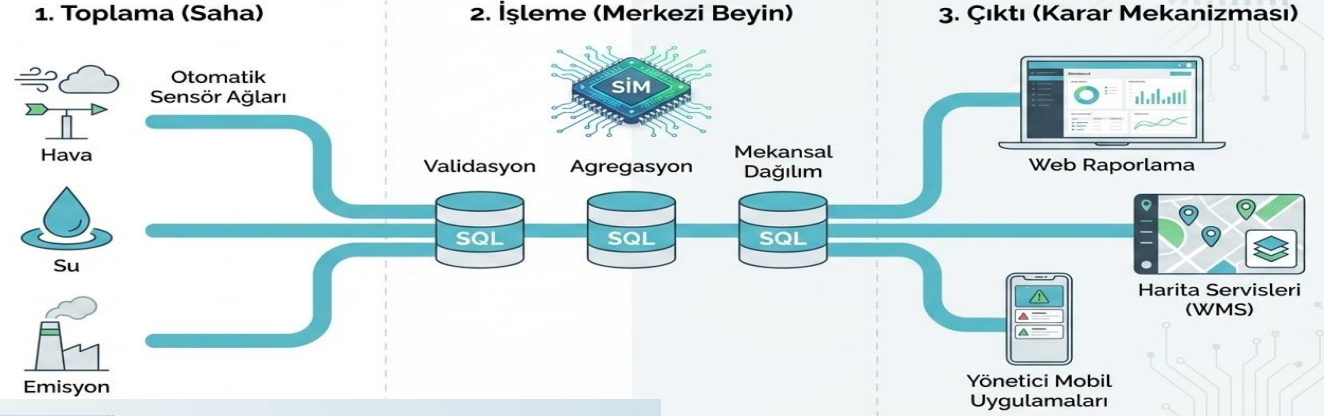 1. Toplama (Saha)
Otomatik
Sensör Ağları
Hava
Su
Emisyon
2. İşleme (Merkezi Beyin)
SİM
Validasyon
Agregasyon
Mekansal
Dağılım
SQL
SQL
SQL
3. Çıktı (Karar Mekanizması)
Web Raporlama
Harita Servisleri
(WMS)
Yönetici Mobil
Uygulamaları